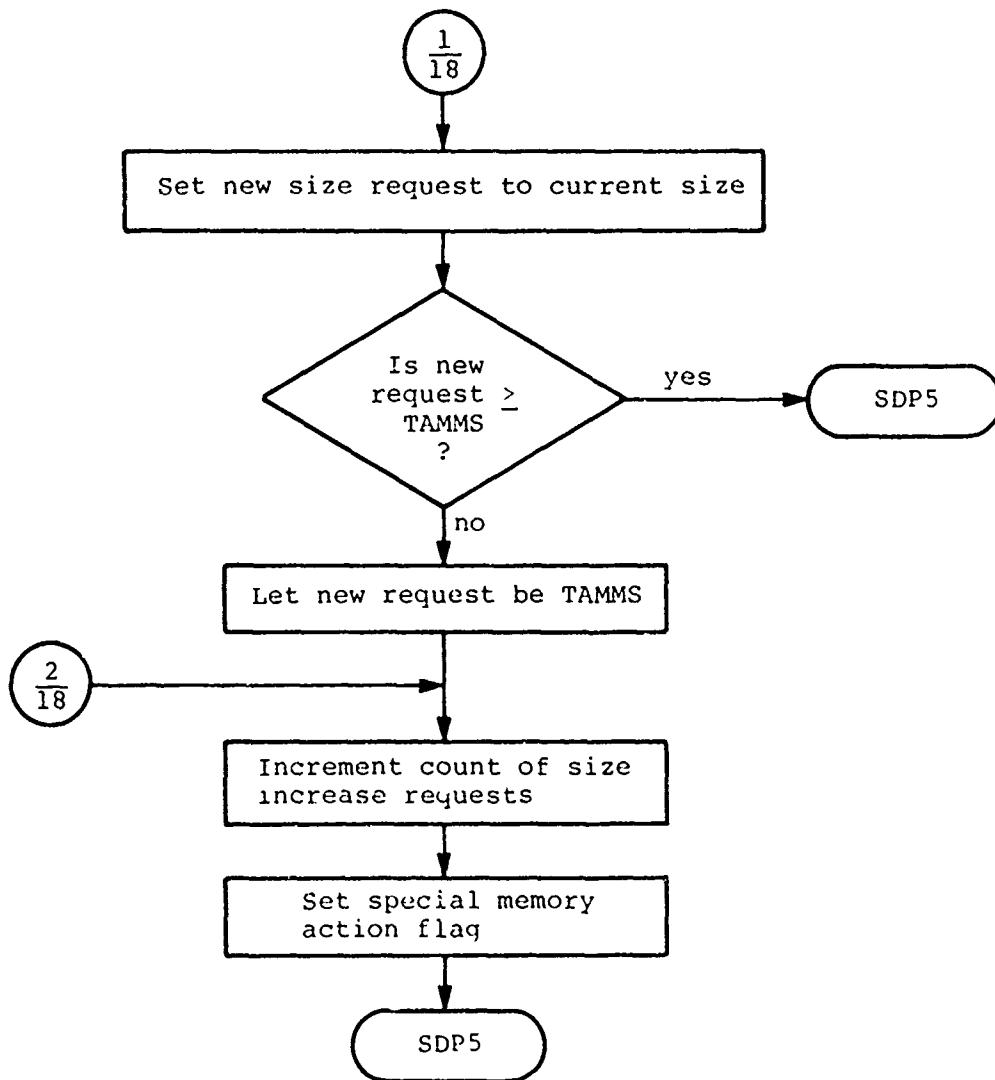 1
18
Set new size request to current size
Is new
request ≥
TAMMS
?
yes
SDP5
no
Let new request be TAMMS
2
18
Increment count of size
increase requests
Set special memory
action flag
SDP5